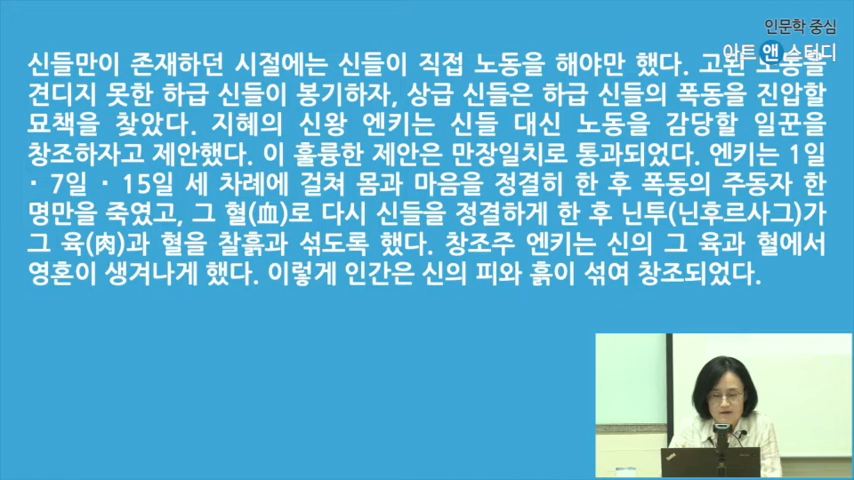 인문학 중심
아트 앤 스터디
신들만이 존재하던 시절에는 신들이 직접 노동을 해야만 했다. 고된 노동을
견디지 못한 하급 신들이 봉기하자, 상급 신들은 하급 신들의 폭동을 진압할
묘책을 찾았다. 지혜의 신왕 엔키는 신들 대신 노동을 감당할 일꾼을
창조하자고 제안했다. 이 훌륭한 제안은 만장일치로 통과되었다. 엔키는 1일
· 7일 · 15일 세 차례에 걸쳐 몸과 마음을 정결히 한 후 폭동의 주동자 한
명만을 죽였고, 그 혈(血)로 다시 신들을 정결하게 한 후 닌투(닌후르사그)가
그 육(肉)과 혈을 찰흙과 섞도록 했다. 창조주 엔키는 신의 그 육과 혈에서
영혼이 생겨나게 했다. 이렇게 인간은 신의 피와 흙이 섞여 창조되었다.